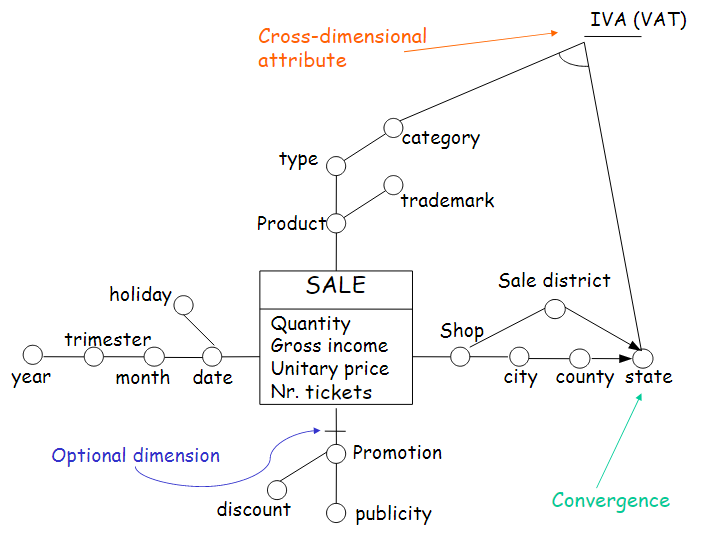 IVA (VAT)
Cross-dimensional
attribute
category
type
trademark
Product
SALE
Quantity
Gross income
Unitary price
Nr. tickets
holiday
trimester
year
month
date
Sale district
Shop
city
county
state
Optional dimension
Promotion
discount
publicity
Convergence